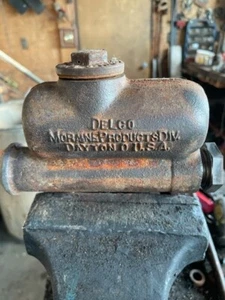 DELCO
MORAINE PRODUCTS DIV.
DAYTON O. U.S.A.